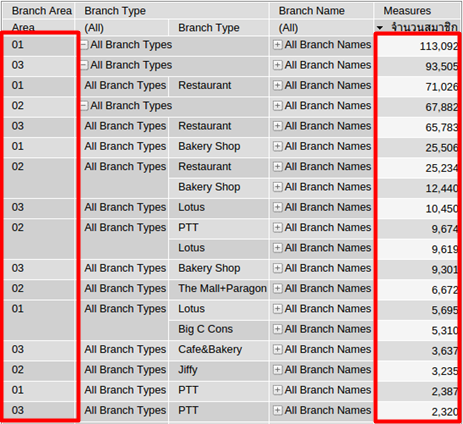 Branch Area Branch Type Branch Name Measures
Area (All) Branch Type (All) จำนวนสมาชิก
01 All Branch Types All Branch Names 113,092
03 All Branch Types All Branch Names 93,505
01 All Branch Types Restaurant All Branch Names 71,026
02 All Branch Types All Branch Names 67,882
03 All Branch Types Restaurant All Branch Names 65,783
01 All Branch Types Bakery Shop All Branch Names 25,506
02 All Branch Types Restaurant All Branch Names 25,234
Bakery Shop All Branch Names 12,440
03 All Branch Types Lotus All Branch Names 10,450
02 All Branch Types PTT All Branch Names 9,674
Lotus All Branch Names 9,619
03 All Branch Types Bakery Shop All Branch Names 9,301
02 All Branch Types The Mall+Paragon All Branch Names 6,672
01 All Branch Types Lotus All Branch Names 5,695
Big C Cons All Branch Names 5,310
03 All Branch Types Cafe&Bakery All Branch Names 3,637
02 All Branch Types Jiffy All Branch Names 3,235
01 All Branch Types PTT All Branch Names 2,387
03 All Branch Types PTT All Branch Names 2,320